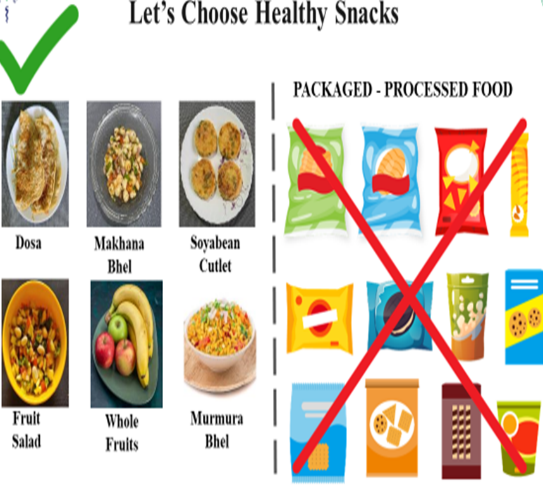 Let's Choose Healthy Snacks
PACKAGED - PROCESSED FOOD
Dosa
Makhana
Bhel
Soyabean
Cutlet
Fruit
Salad
Whole
Fruits
Murmura
Bhel